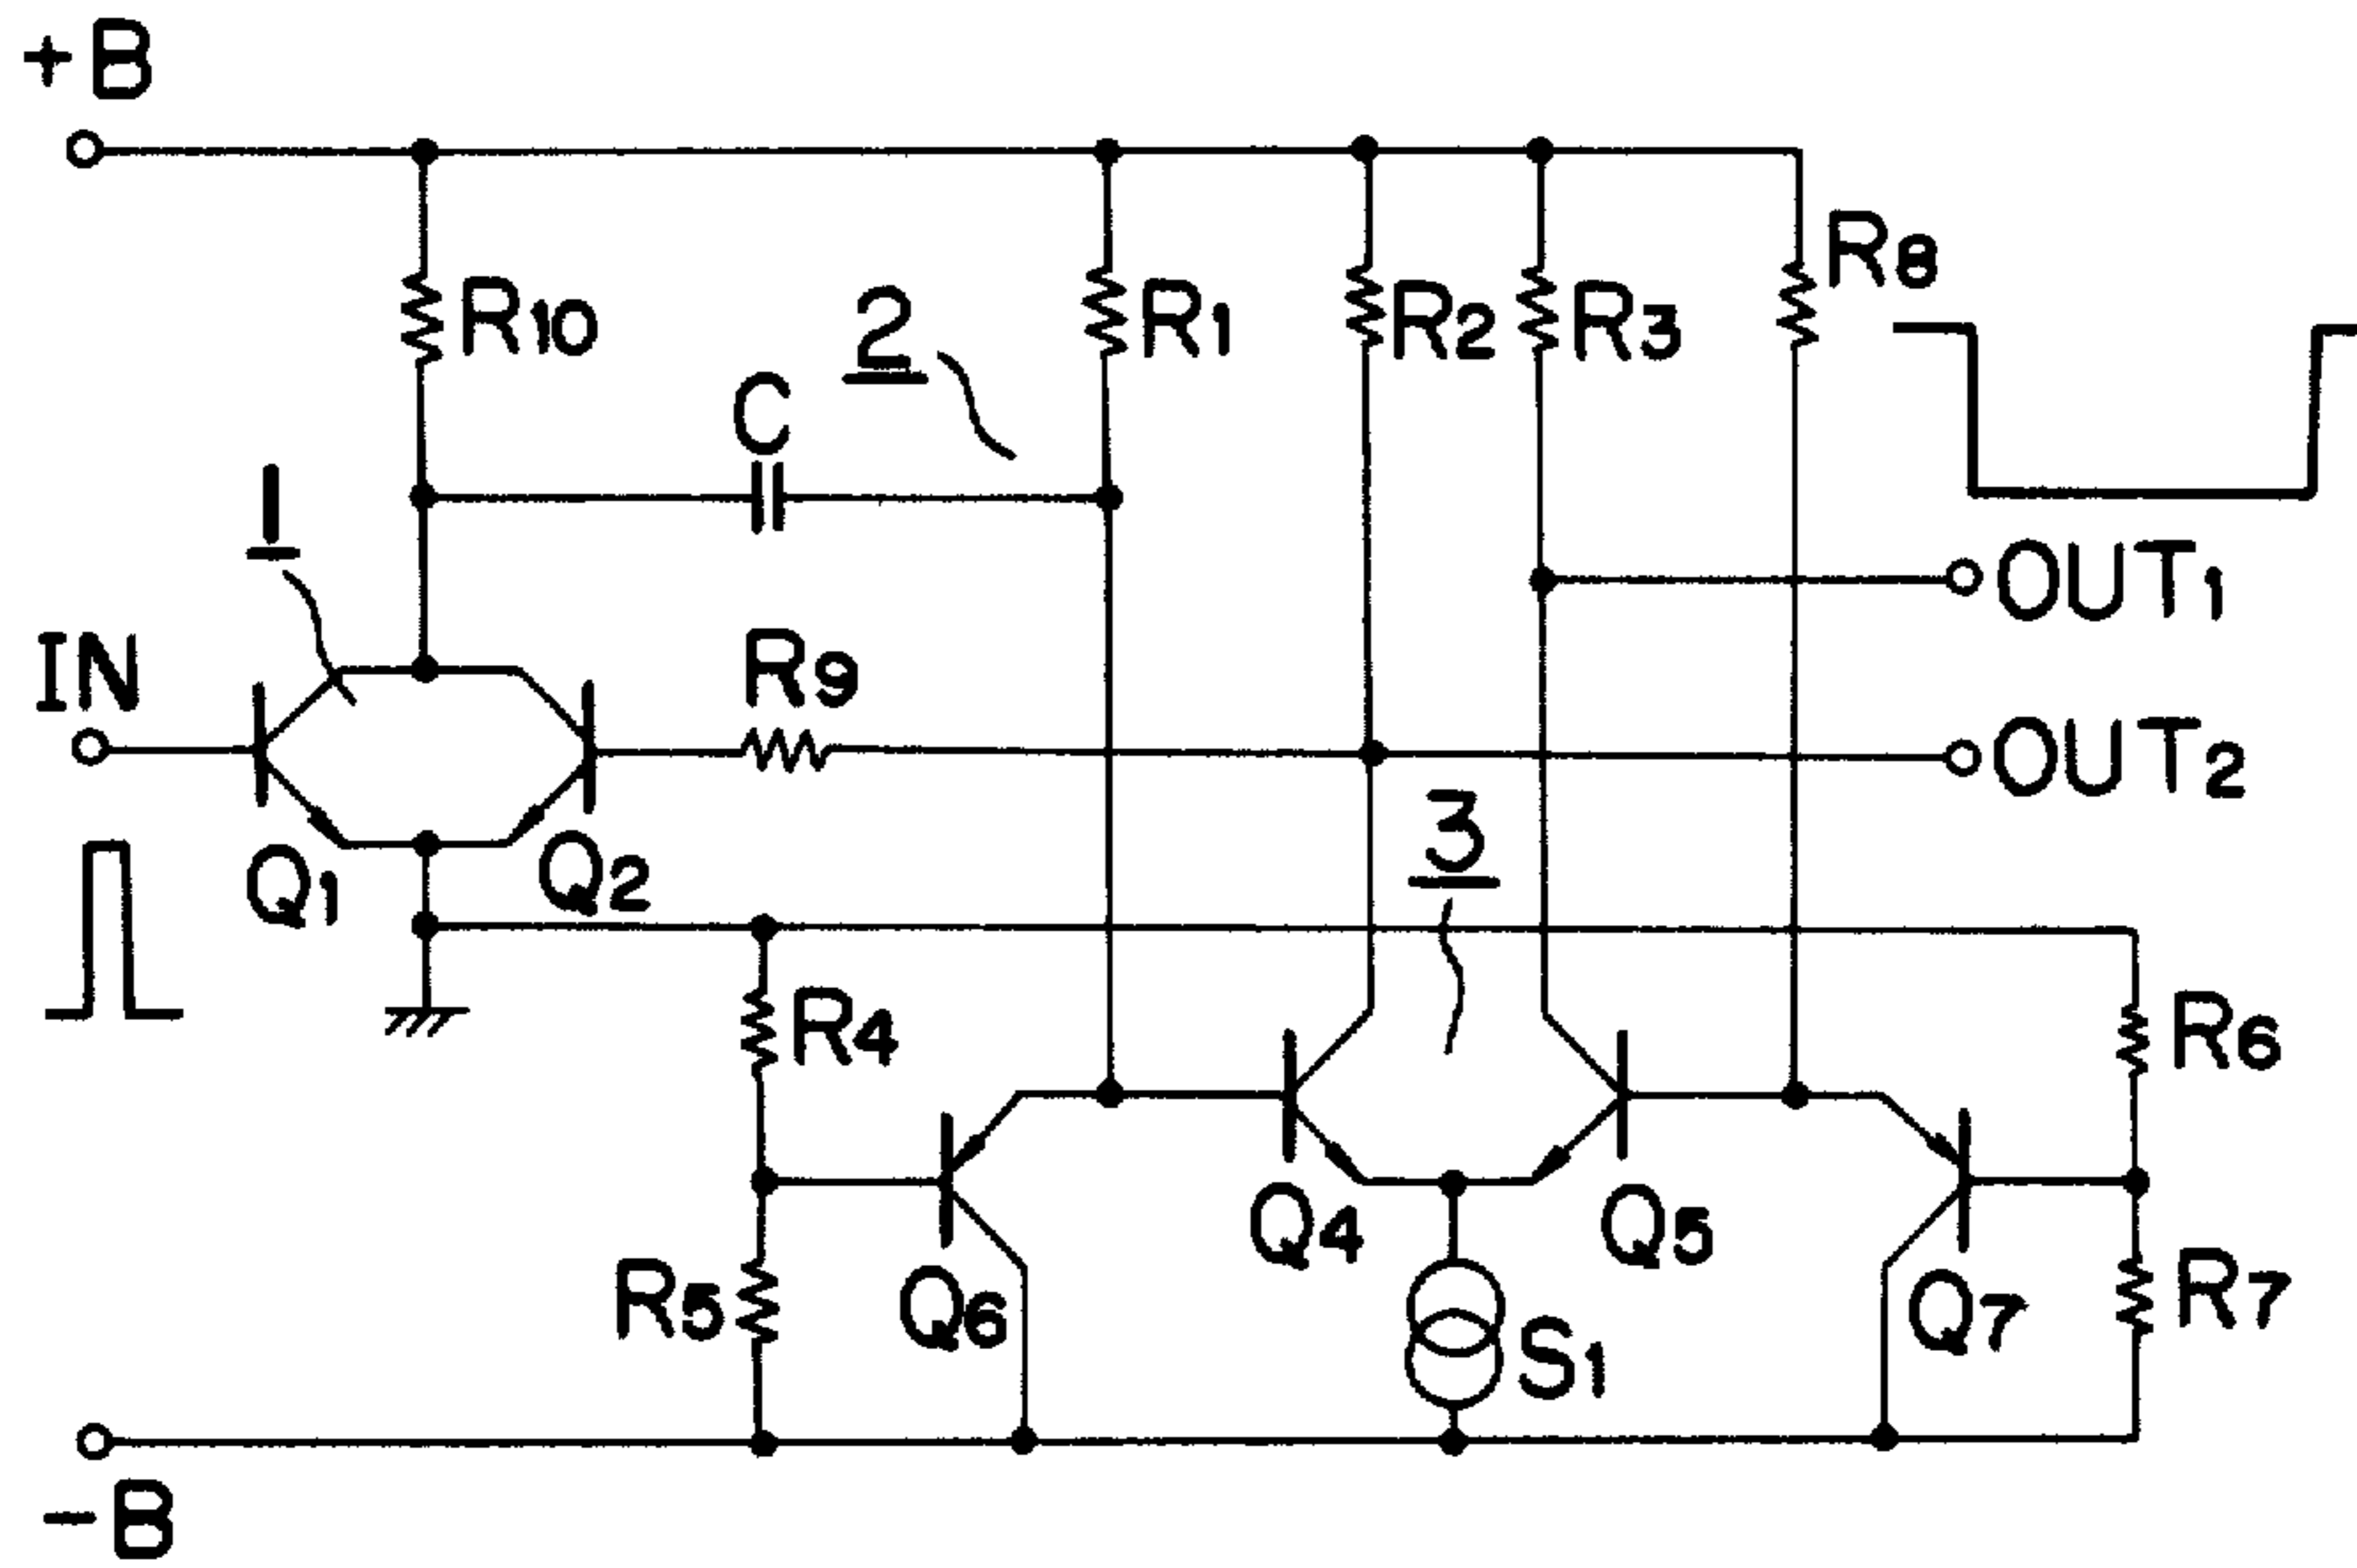 +B
R10
2
R1
R2
R3
R8
C
1
OUT1
IN
R9
OUT2
3
Q1
Q2
R4
R6
Q4
Q5
R5
Q6
S1
Q7
R7
-B